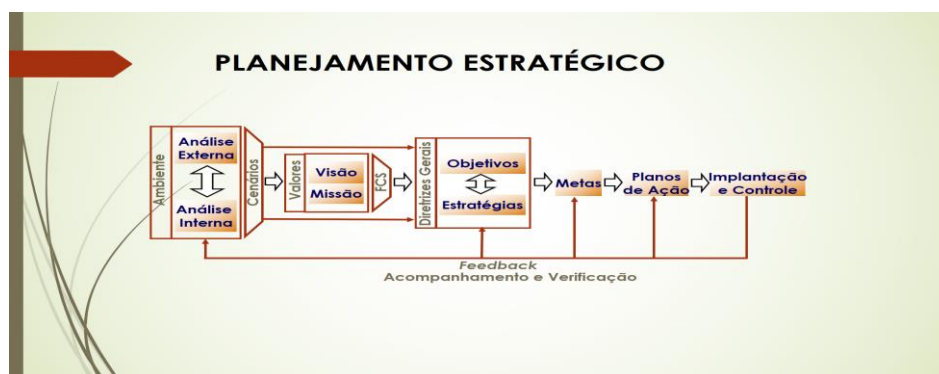 PLANEJAMENTO ESTRATÉGICO
Ambiente
Análise
Externa
Análise
Interna
Cenários
Valores
Visão
Missão
FCS
Diretrizes Gerais
Objetivos
Estratégias
Metas
Planos
de Ação
Implantação
e Controle
Feedback
Acompanhamento e Verificação